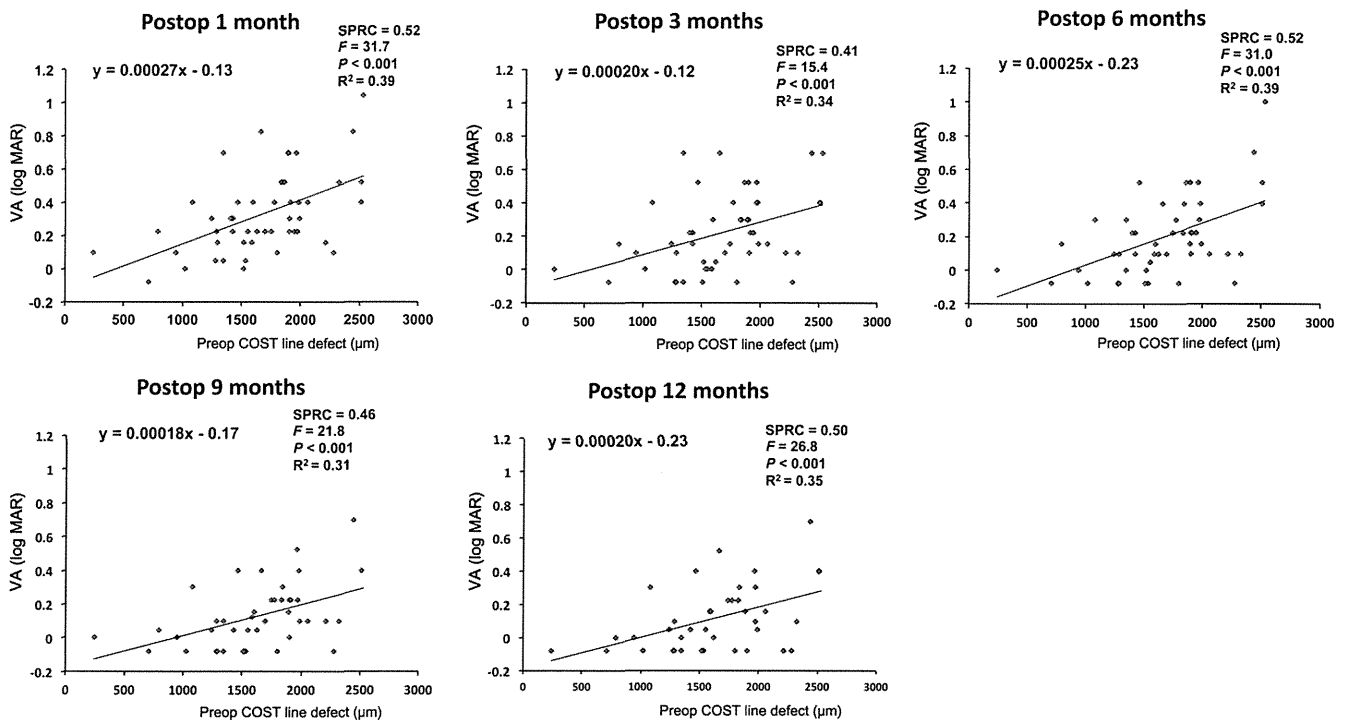 Postop 1 month
SPRC = 0.52
F = 31.7
P < 0.001
R² = 0.39
y = 0.00027x - 0.13
1.2
1
0.8
0.6
0.4
0.2
0
-0.2
VA (log MAR)
0 500 1000 1500 2000 2500 3000
Preop COST line defect (µm)
Postop 3 months
SPRC = 0.41
F = 15.4
P < 0.001
R² = 0.34
y = 0.00020x - 0.12
1.2
1
0.8
0.6
0.4
0.2
0
-0.2
VA (log MAR)
0 500 1000 1500 2000 2500 3000
Preop COST line defect (µm)
Postop 6 months
SPRC = 0.52
F = 31.0
P < 0.001
R² = 0.39
y = 0.00025x - 0.23
1.2
1
0.8
0.6
0.4
0.2
0
-0.2
VA (log MAR)
0 500 1000 1500 2000 2500 3000
Preop COST line defect (µm)
Postop 9 months
SPRC = 0.46
F = 21.8
P < 0.001
R² = 0.31
y = 0.00018x - 0.17
1.2
1
0.8
0.6
0.4
0.2
0
-0.2
VA (log MAR)
0 500 1000 1500 2000 2500 3000
Preop COST line defect (µm)
Postop 12 months
SPRC = 0.50
F = 26.8
P < 0.001
R² = 0.35
y = 0.00020x - 0.23
1.2
1
0.8
0.6
0.4
0.2
0
-0.2
VA (log MAR)
0 500 1000 1500 2000 2500 3000
Preop COST line defect (µm)